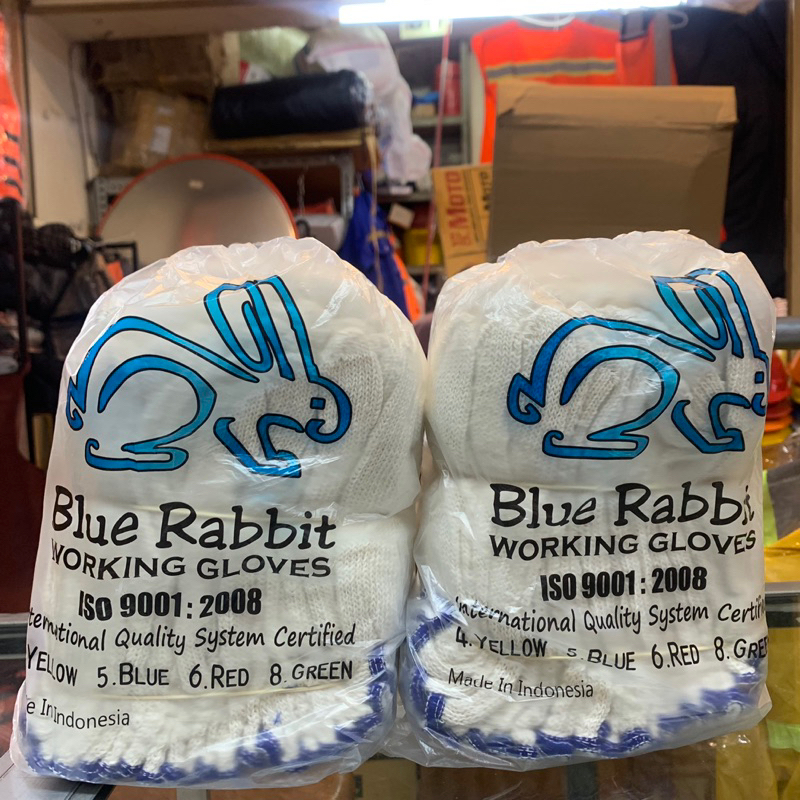 Blue Rabbit
WORKING GLOVES
ISO 9001 : 2008
International Quality System Certified
YELLOW 5.BLUE 6.RED 8.GREEN
Indonesia
Blue Rabbit
WORKING GLOVES
ISO 9001 : 2008
International Quality System Certified
4.YELLOW 5.BLUE 6.RED 8.GREEN
Made In Indonesia
MOTO